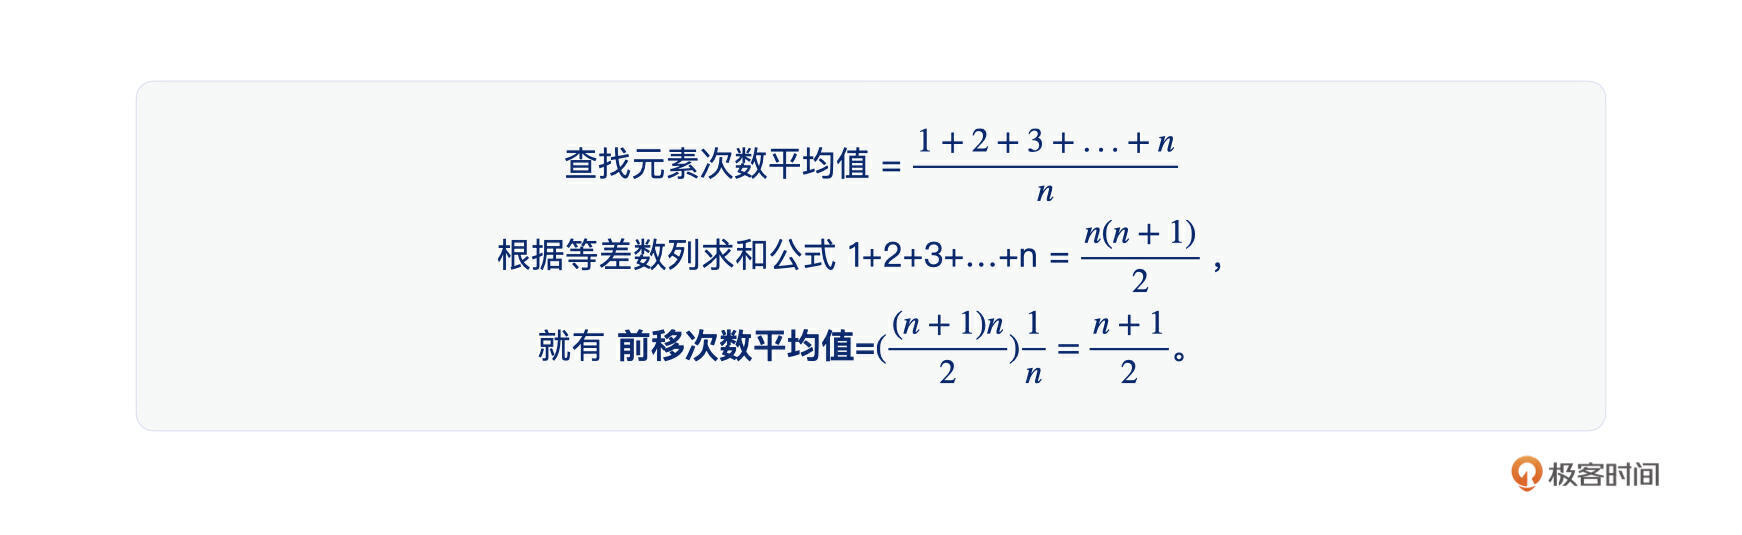 查找元素次数平均值 = \frac{1+2+3+...+n}{n}
根据等差数列求和公式 1+2+3+...+n = \frac{n(n+1)}{2} ,
就有 前移次数平均值=(\frac{(n+1)n}{2})\frac{1}{n} = \frac{n+1}{2}。
极客时间